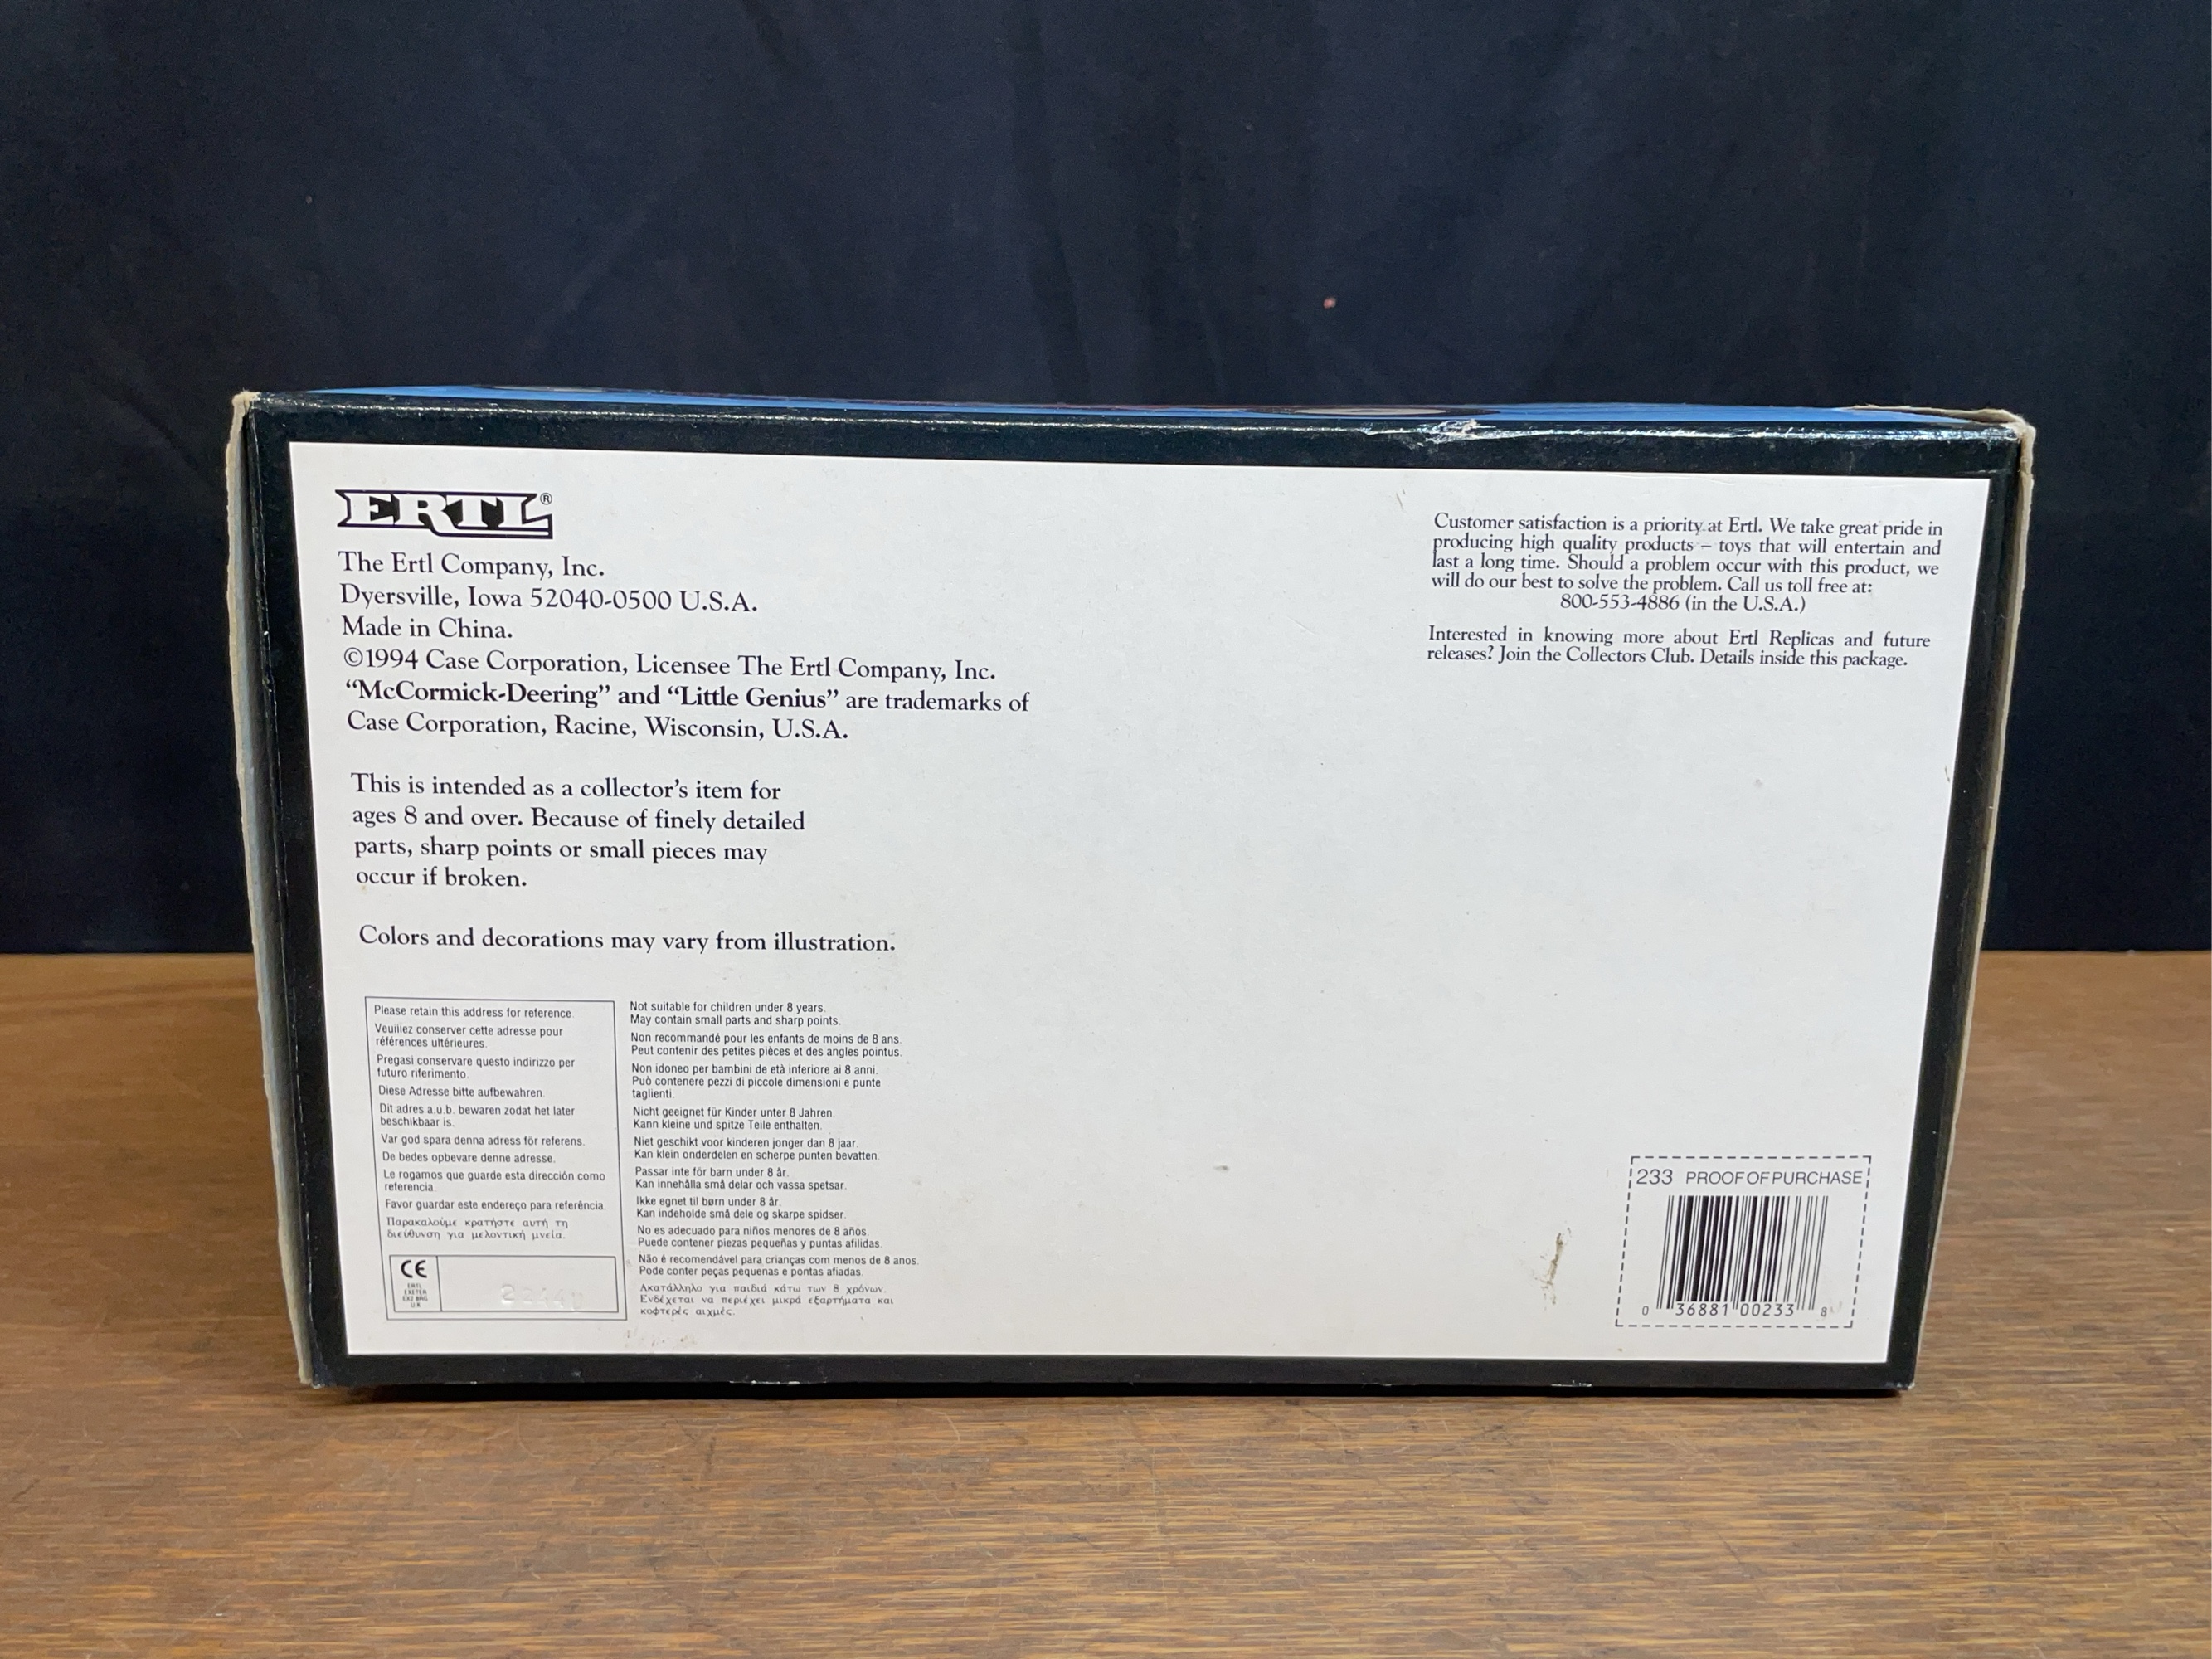 ERTL®
The Ertl Company, Inc.
Dyersville, Iowa 52040-0500 U.S.A.
Made in China.
©1994 Case Corporation, Licensee The Ertl Company, Inc.
“McCormick-Deering” and “Little Genius” are trademarks of
Case Corporation, Racine, Wisconsin, U.S.A.
This is intended as a collector’s item for
ages 8 and over. Because of finely detailed
parts, sharp points or small pieces may
occur if broken.
Colors and decorations may vary from illustration.
Please retain this address for reference.
Veuillez conserver cette adresse pour
références ultérieures.
Pregasi conservare questo indirizzo per
futuro riferimento.
Diese Adresse bitte aufbewahren.
Dit adres a.u.b. bewaren zodat het later
beschikbaar is.
Var god spara denna adress för referens.
De bedes opbevare denne adresse.
Le rogamos que guarde esta dirección como
referencia.
Favor guardar este endereço para referência.
Παρακαλούμε κρατήστε αυτή τη
διεύθυνση για μελοντική μνεία.
CE
ERTL
EXETER
EX2 8NG
U.K.
Not suitable for children under 8 years.
May contain small parts and sharp points.
Non recommandé pour les enfants de moins de 8 ans.
Peut contenir des petites pièces et des angles pointus.
Non idoneo per bambini de età inferiore ai 8 anni.
Può contenere pezzi di piccole dimensioni e punte
taglienti.
Nicht geeignet für Kinder unter 8 Jahren.
Kann kleine und spitze Teile enthalten.
Niet geschikt voor kinderen jonger dan 8 jaar.
Kan klein onderdelen en scherpe punten bevatten.
Passar inte för barn under 8 år.
Kan innehålla små delar och vassa spetsar.
Ikke egnet til børn under 8 år.
Kan indeholde små dele og skarpe spidser.
No es adecuado para niños menores de 8 años.
Puede contener piezas pequeñas y puntas afilidas.
Não é recomendável para crianças com menos de 8 anos.
Pode conter peças pequenas e pontas afiadas.
Ακατάλληλο για παιδιά κάτω των 8 χρόνων.
Ενδέχεται να περιέχει μικρά εξαρτήματα και
κοφτερές αιχμές.
Customer satisfaction is a priority at Ertl. We take great pride in
producing high quality products – toys that will entertain and
last a long time. Should a problem occur with this product, we
will do our best to solve the problem. Call us toll free at:
800-553-4886 (in the U.S.A.)
Interested in knowing more about Ertl Replicas and future
releases? Join the Collectors Club. Details inside this package.
233 PROOF OF PURCHASE
0 36881 00233 8